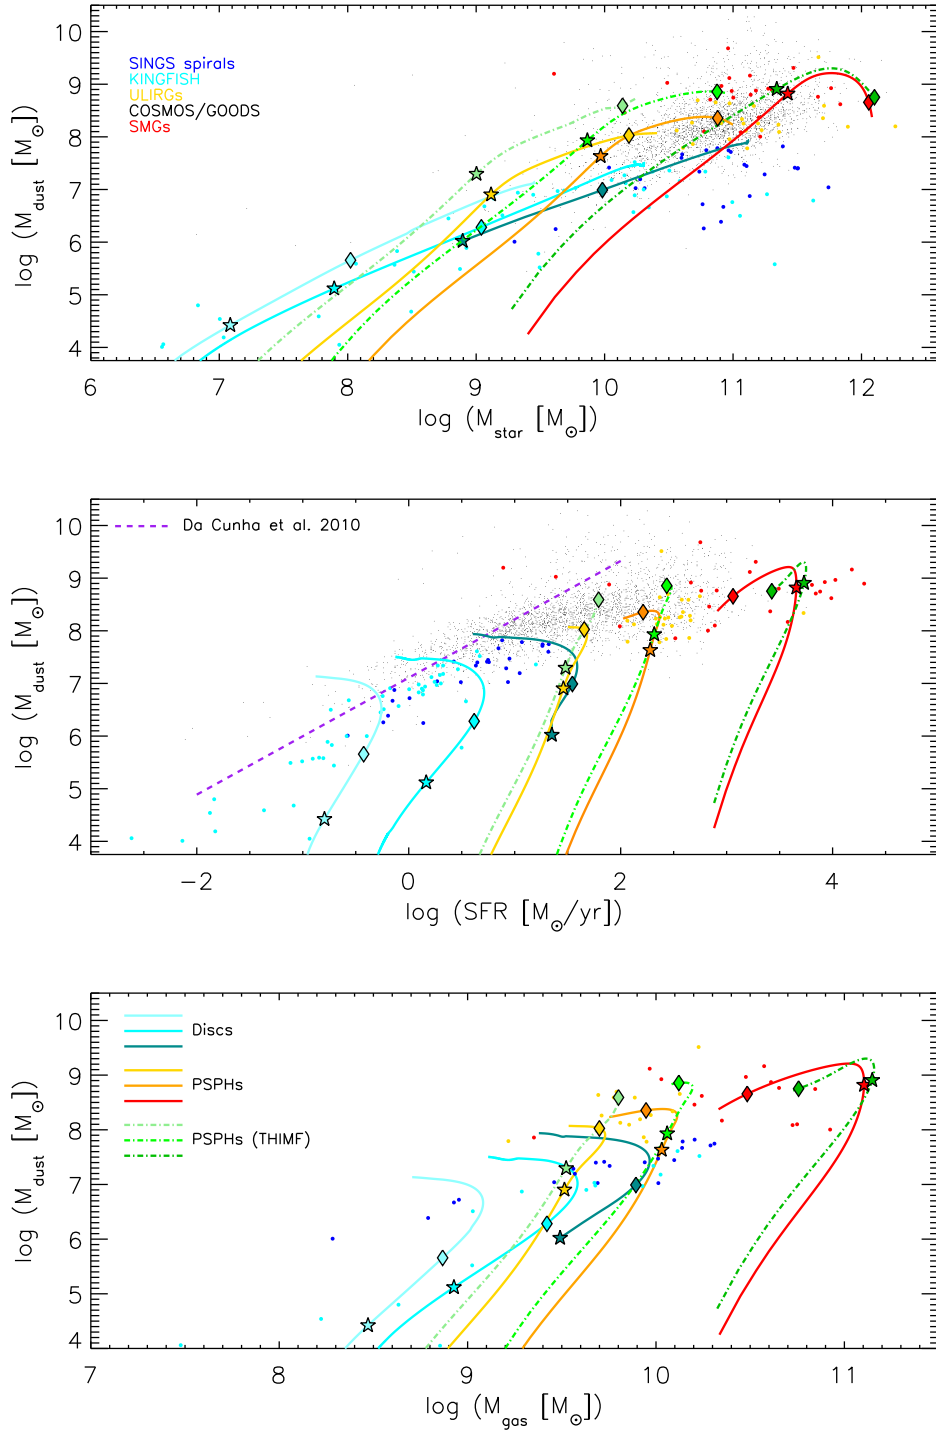 10
9
8
7
6
5
4
log (M_dust [M_⊙])
SINGS spirals
KINGFISH
ULIRGs
COSMOS/GOODS
SMGs
6 7 8 9 10 11 12
log (M_star [M_⊙])
10
9
8
7
6
5
4
log (M_dust [M_⊙])
Da Cunha et al. 2010
−2 0 2 4
log (SFR [M_⊙/yr])
10
9
8
7
6
5
4
log (M_dust [M_⊙])
Discs
PSPHs
PSPHs (THIMF)
7 8 9 10 11
log (M_gas [M_⊙])